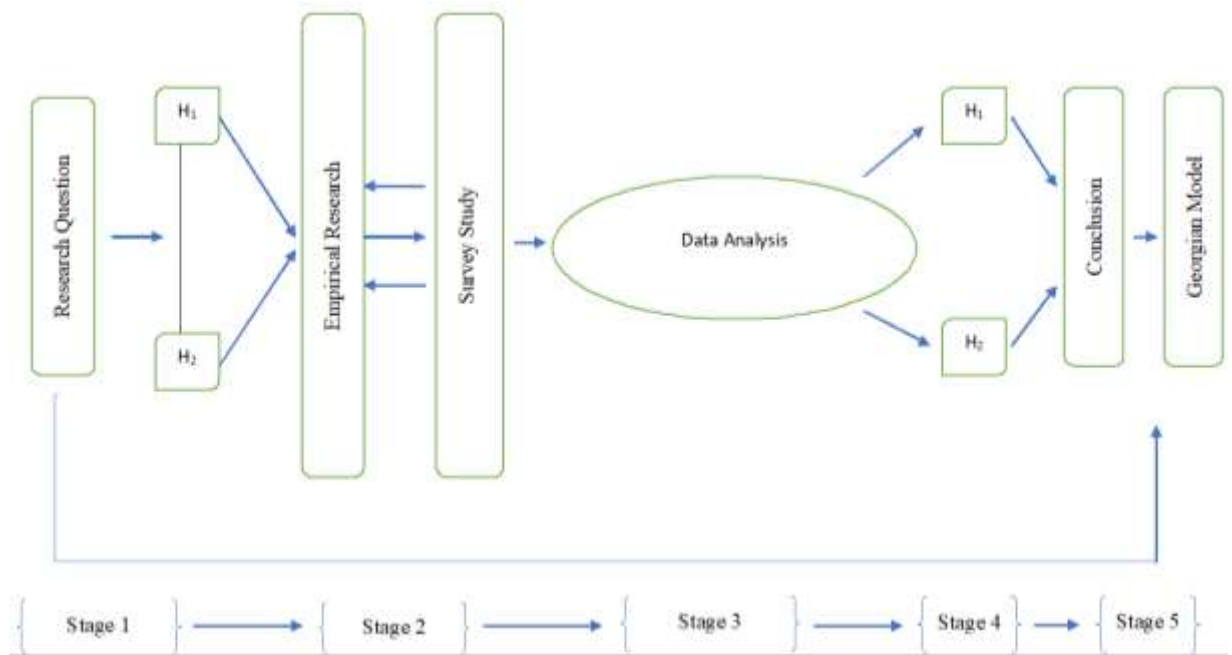 Research Question
H₁
H₂
Empirical Research
Survey Study
Data Analysis
H₁
H₂
Conclusion
Georgian Model
Stage 1
Stage 2
Stage 3
Stage 4
Stage 5